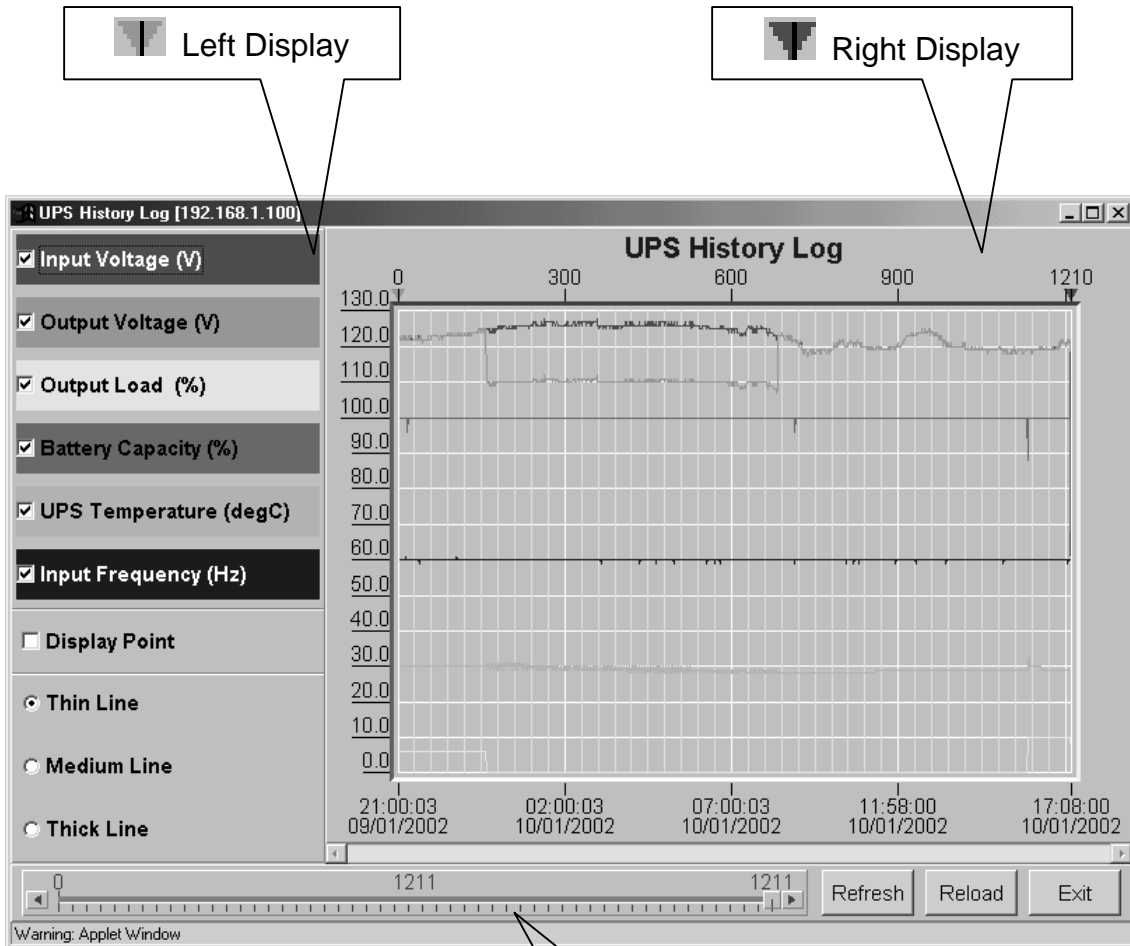 Left Display
Right Display
UPS History Log [192.168.1.100]
Input Voltage (V)
Output Voltage (V)
Output Load (%)
Battery Capacity (%)
UPS Temperature (degC)
Input Frequency (Hz)
Display Point
Thin Line
Medium Line
Thick Line
UPS History Log
0 300 600 900 1210
130.0
120.0
110.0
100.0
90.0
80.0
70.0
60.0
50.0
40.0
30.0
20.0
10.0
0.0
21:00:03 02:00:03 07:00:03 11:58:00 17:08:00
09/01/2002 10/01/2002 10/01/2002 10/01/2002 10/01/2002
0 1211 1211
Refresh Reload Exit
Warning: Applet Window